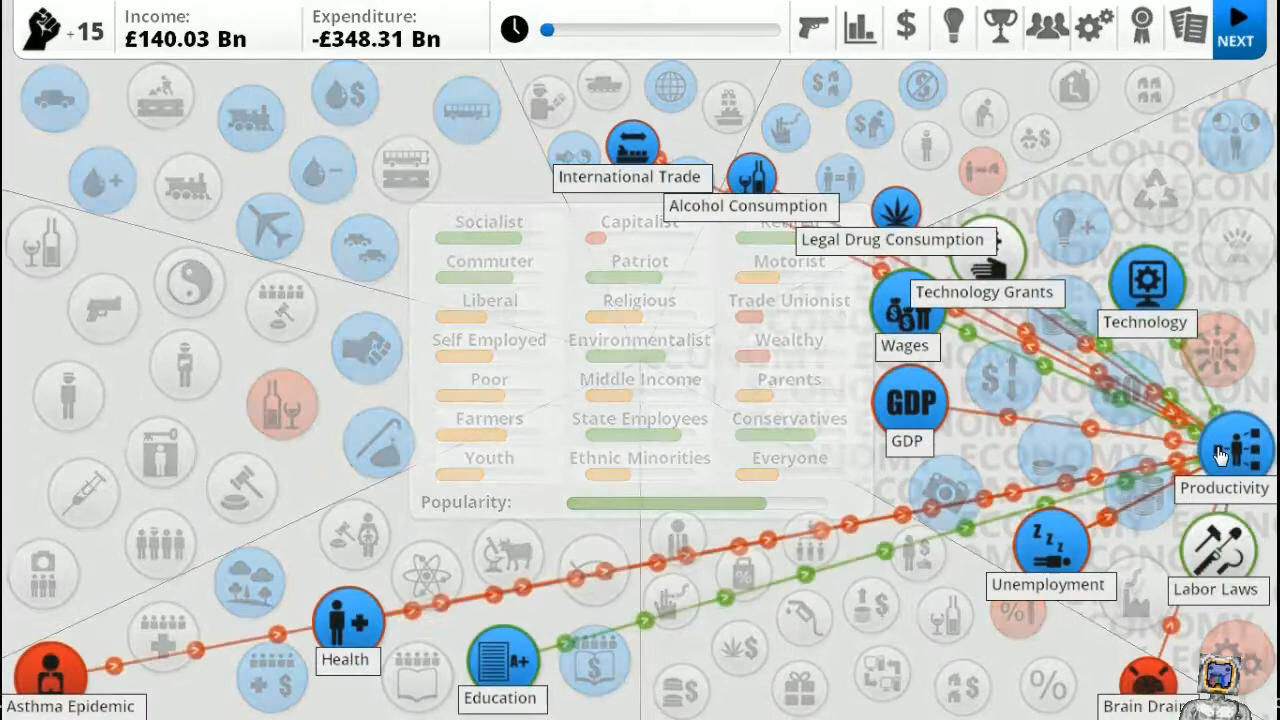 +15
Income:
£140.03 Bn
Expenditure:
-£348.31 Bn
NEXT
International Trade
Alcohol Consumption
Legal Drug Consumption
Technology Grants
Technology
Wages
GDP
GDP
Productivity
Unemployment
Labor Laws
Health
Education
A+
Asthma Epidemic
Brain Drain
Socialist
Capitalist
Retired
Commuter
Patriot
Motorist
Liberal
Religious
Trade Unionist
Self Employed
Environmentalist
Wealthy
Poor
Middle Income
Parents
Farmers
State Employees
Conservatives
Youth
Ethnic Minorities
Everyone
Popularity:
ECONOMY